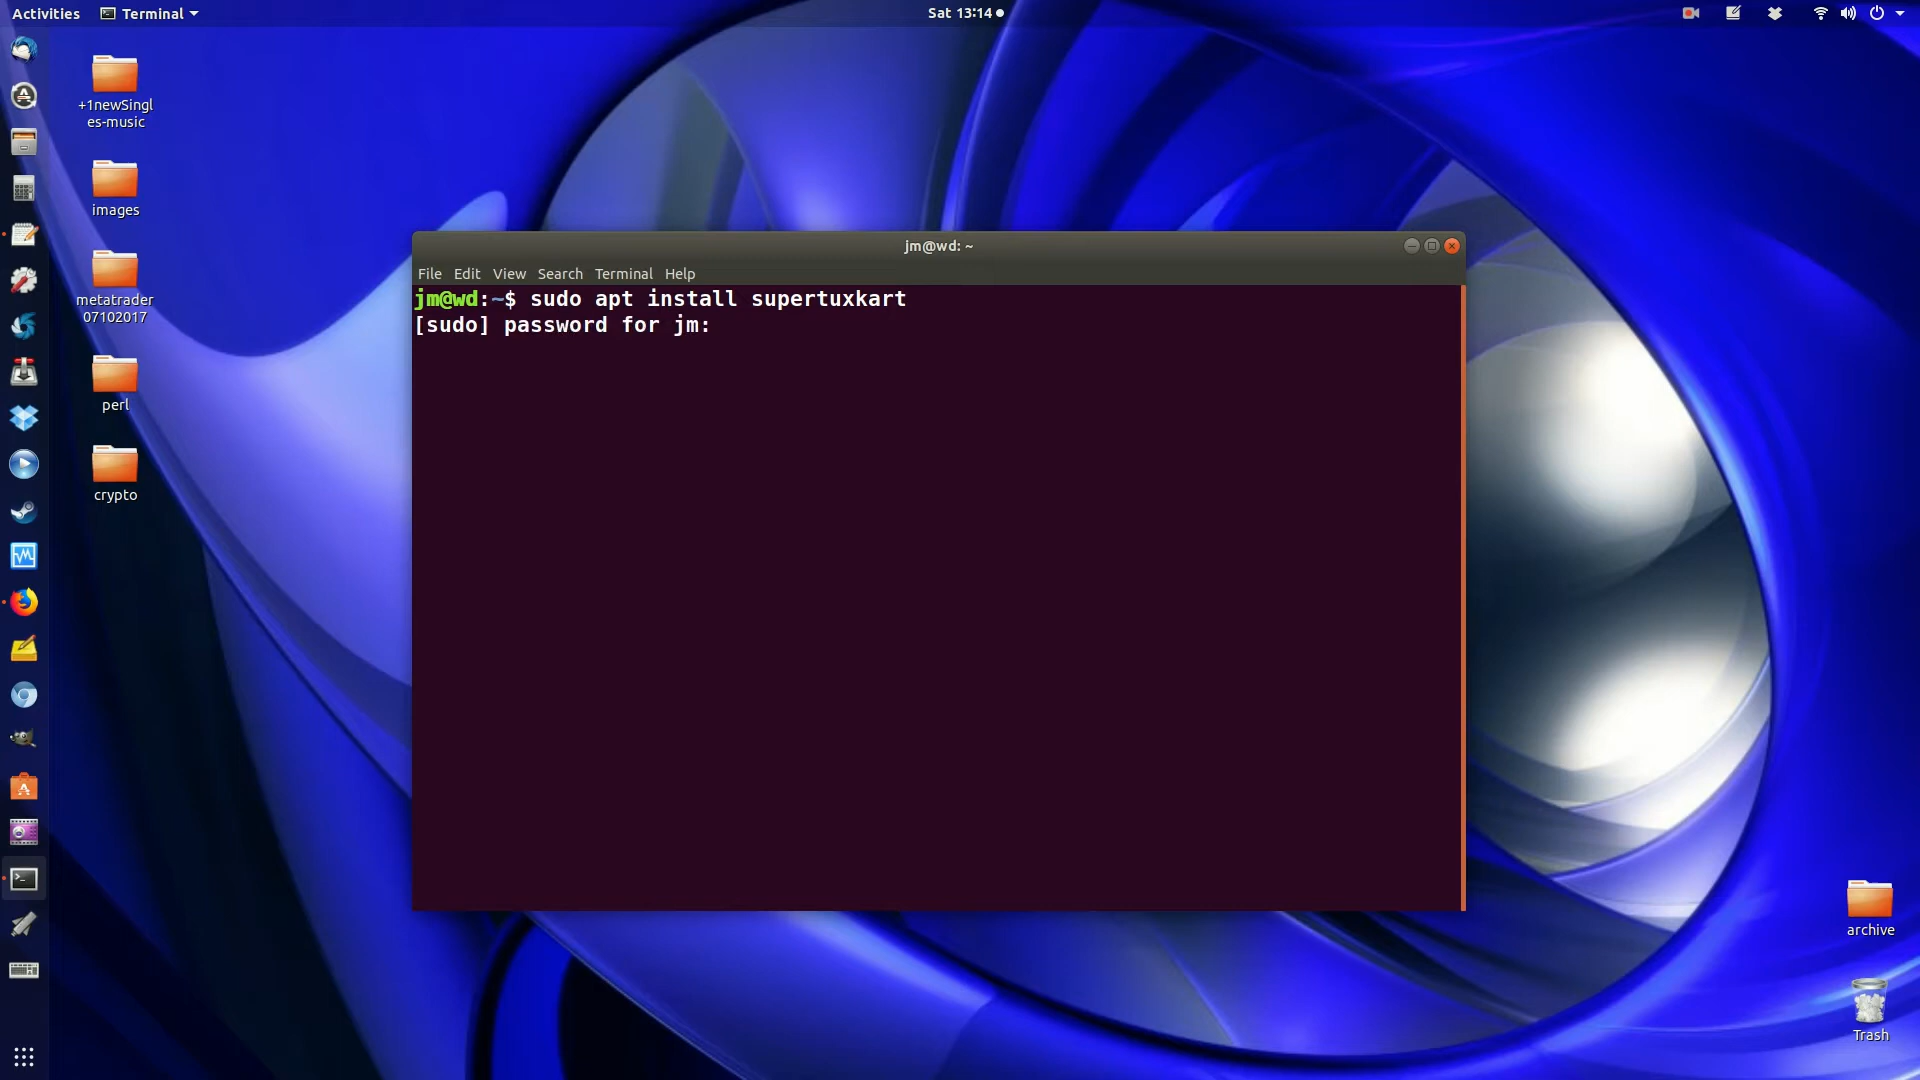 Activities Terminal Sat 13:14
+1newSingl
es-music
images
metatrader
07102017
perl
crypto
jm@wd: ~
File Edit View Search Terminal Help
jm@wd:~$ sudo apt install supertuxkart
[sudo] password for jm:
archive
Trash